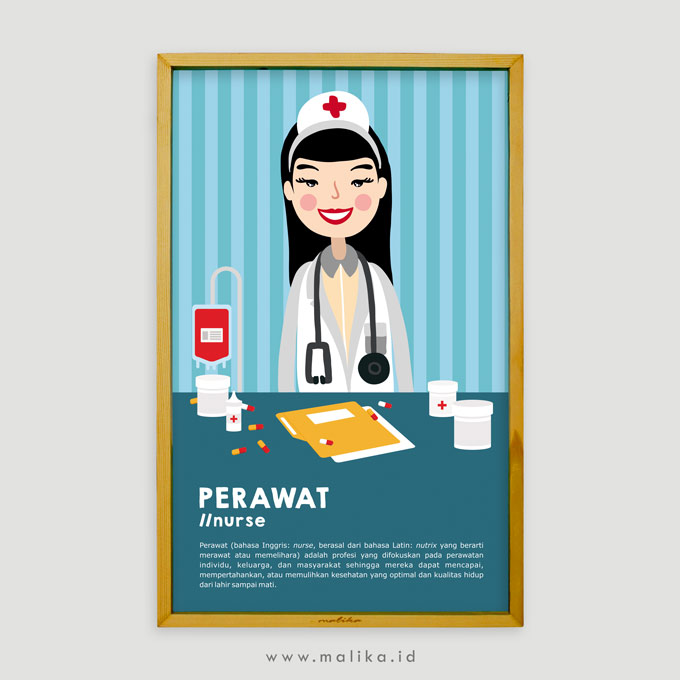 PERAWAT
//nurse
Perawat (bahasa Inggris: nurse, berasal dari bahasa Latin: nutrix yang berarti
merawat atau memelihara) adalah profesi yang difokuskan pada perawatan
individu, keluarga, dan masyarakat sehingga mereka dapat mencapai,
mempertahankan, atau memulihkan kesehatan yang optimal dan kualitas hidup
dari lahir sampai mati.
malika
www.malika.id